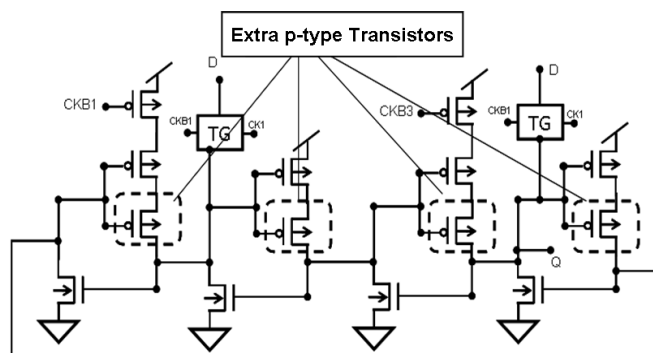 Extra p-type Transistors
D
CKB1
CKB1
TG
CK1
D
CKB3
CKB1
TG
CK1
Q